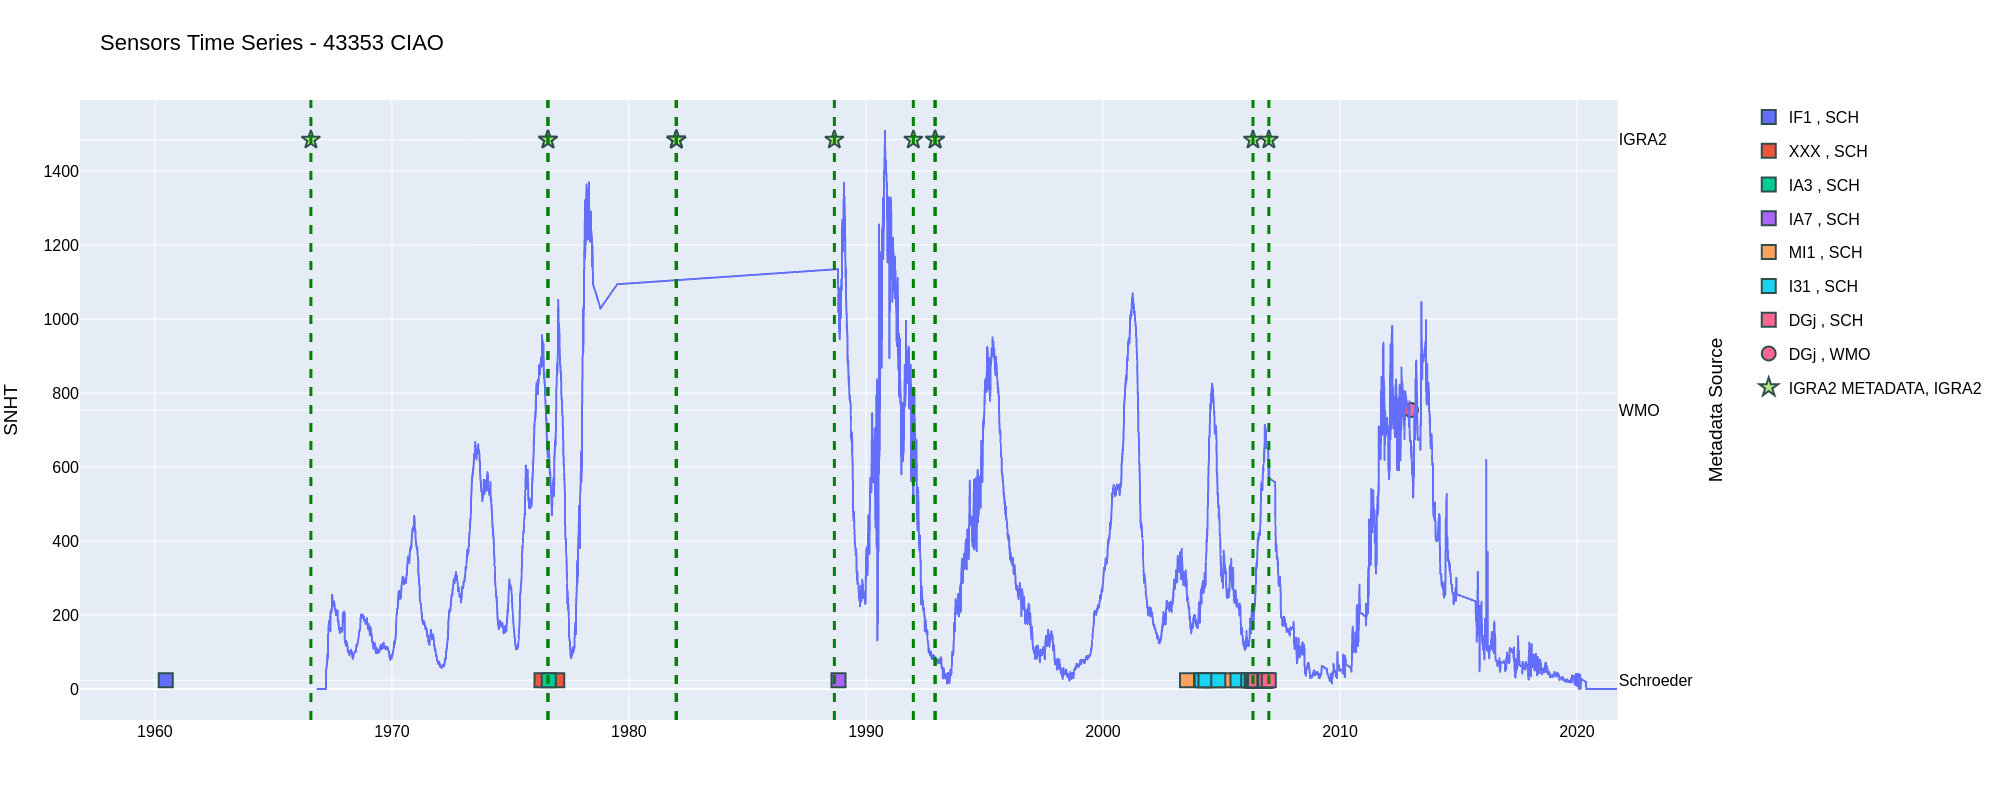 Sensors Time Series - 43353 CIAO
SNHT
1400
1200
1000
800
600
400
200
0
1960
1970
1980
1990
2000
2010
2020
IGRA2
WMO
Schroeder
Metadata Source
IF1 , SCH
XXX , SCH
IA3 , SCH
IA7 , SCH
MI1 , SCH
I31 , SCH
DGj , SCH
DGj , WMO
IGRA2 METADATA, IGRA2